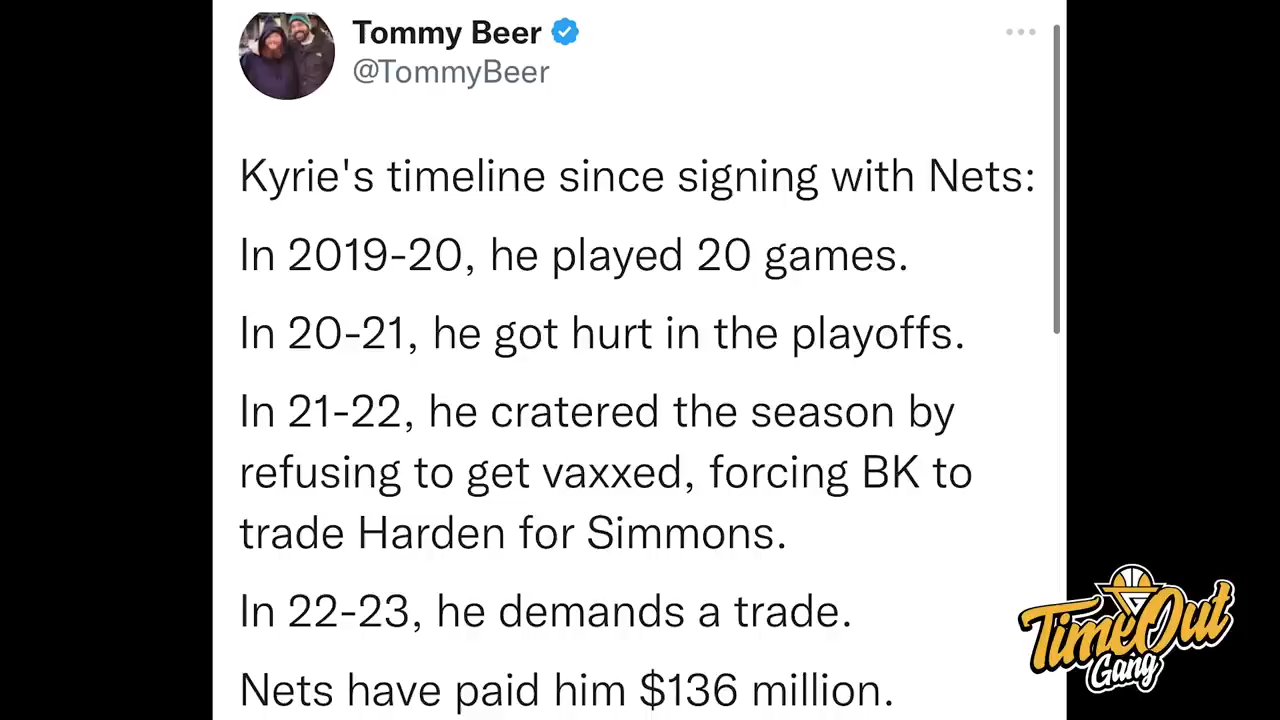 Tommy Beer
@TommyBeer
Kyrie's timeline since signing with Nets:
In 2019-20, he played 20 games.
In 20-21, he got hurt in the playoffs.
In 21-22, he cratered the season by
refusing to get vaxxed, forcing BK to
trade Harden for Simmons.
In 22-23, he demands a trade.
Nets have paid him $136 million.
TimeOut
Gang